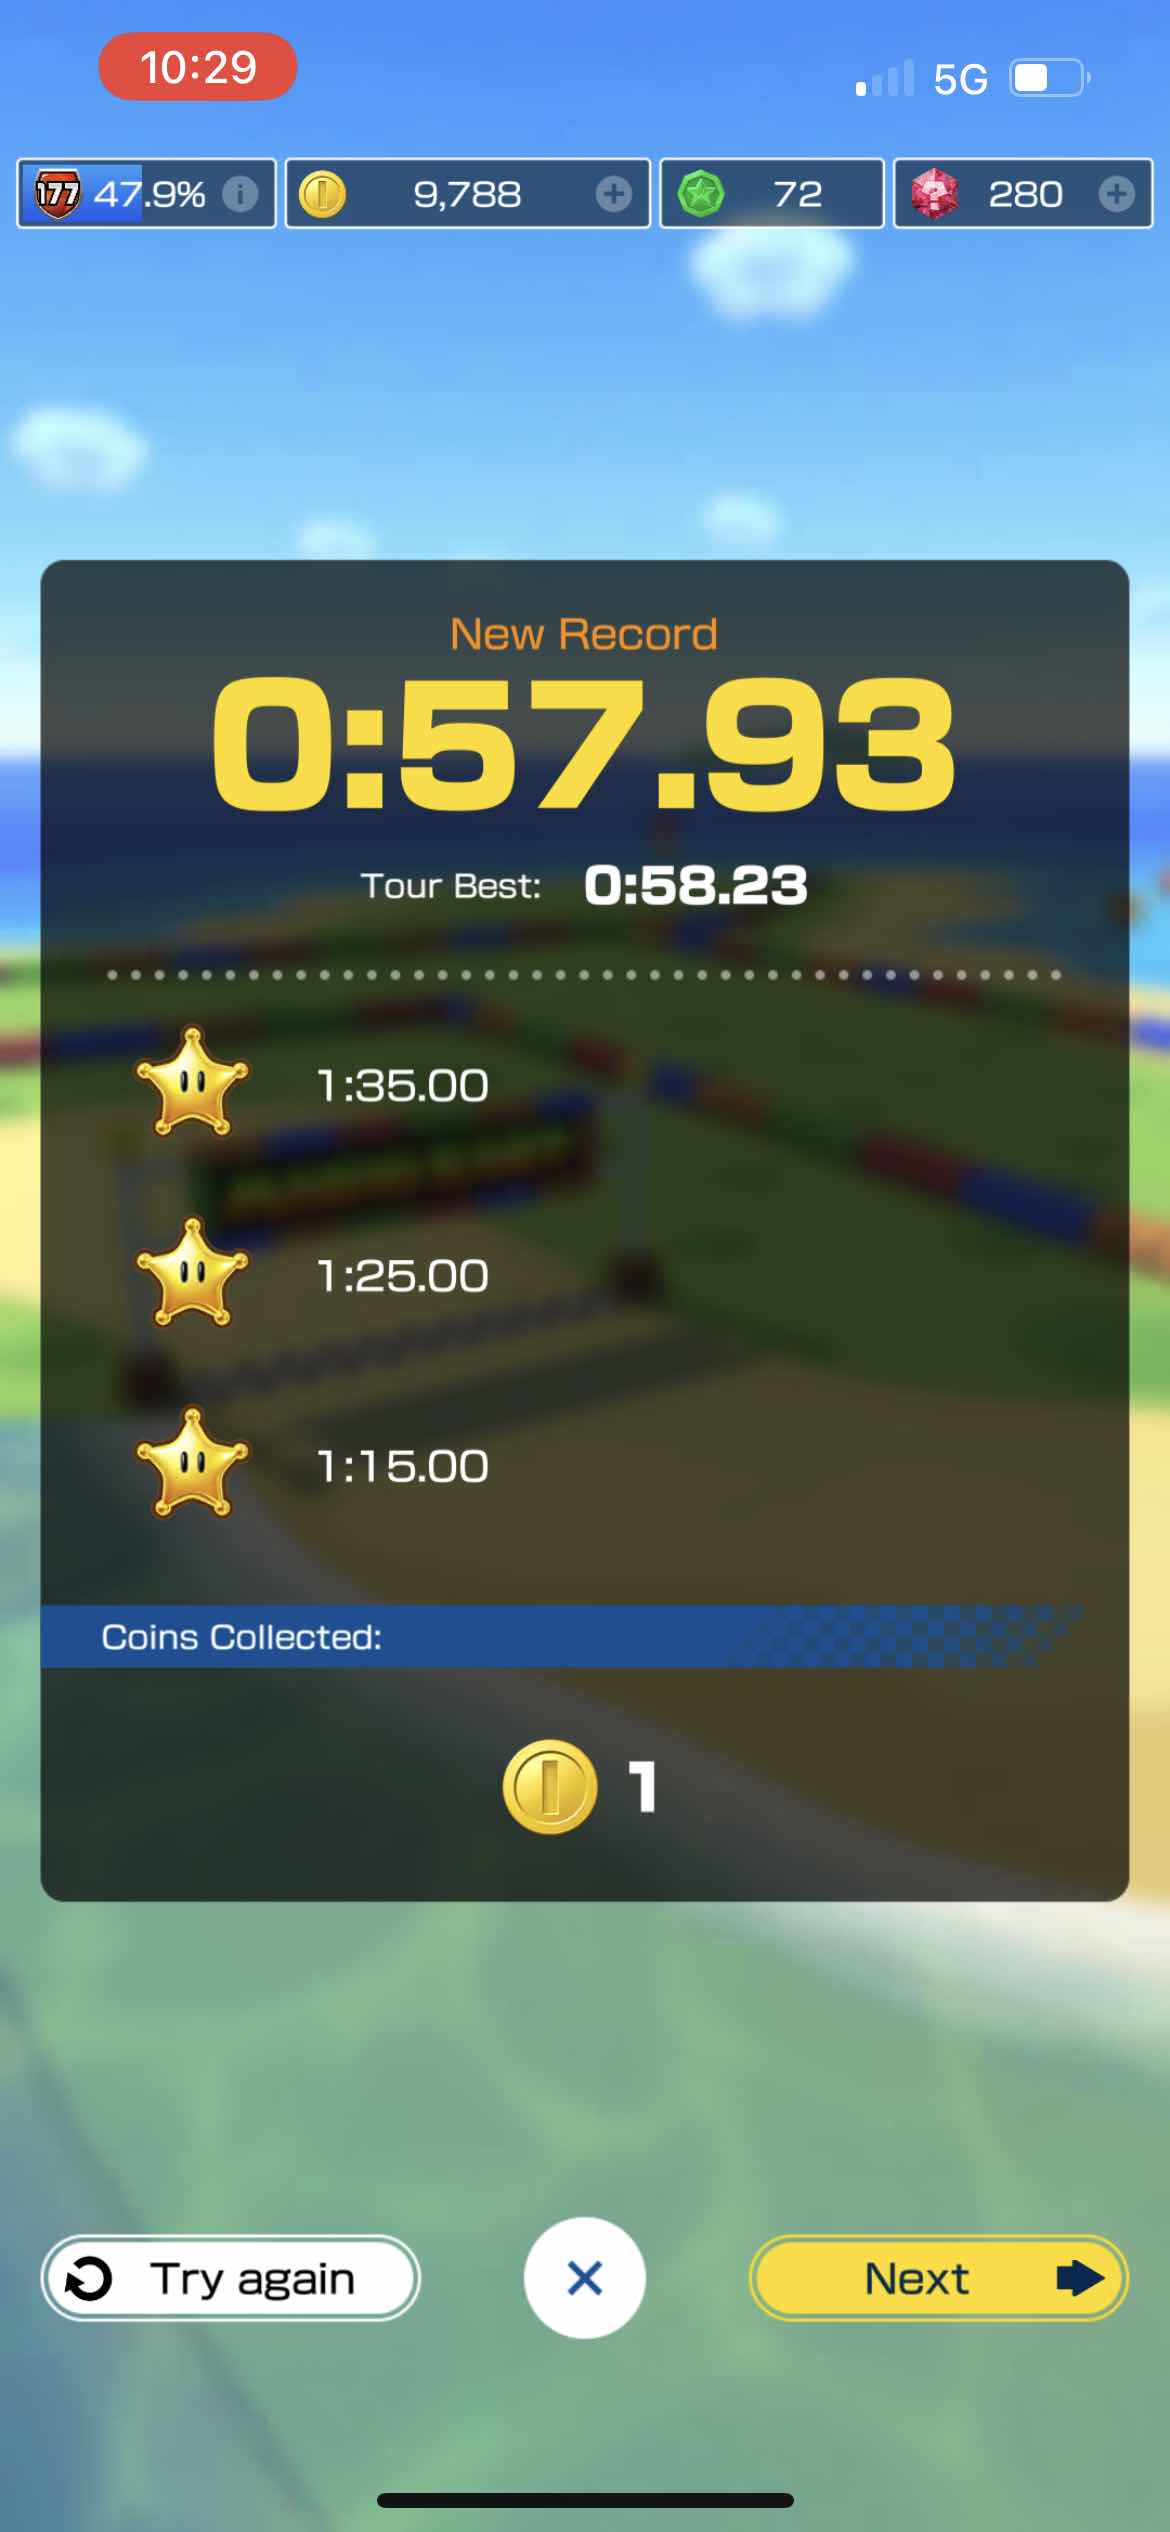 10:29
5G
177 47.9% i 9,788 + 72 280 +
New Record
0:57.93
Tour Best: 0:58.23
1:35.00
1:25.00
1:15.00
Coins Collected:
1
Try again
Next